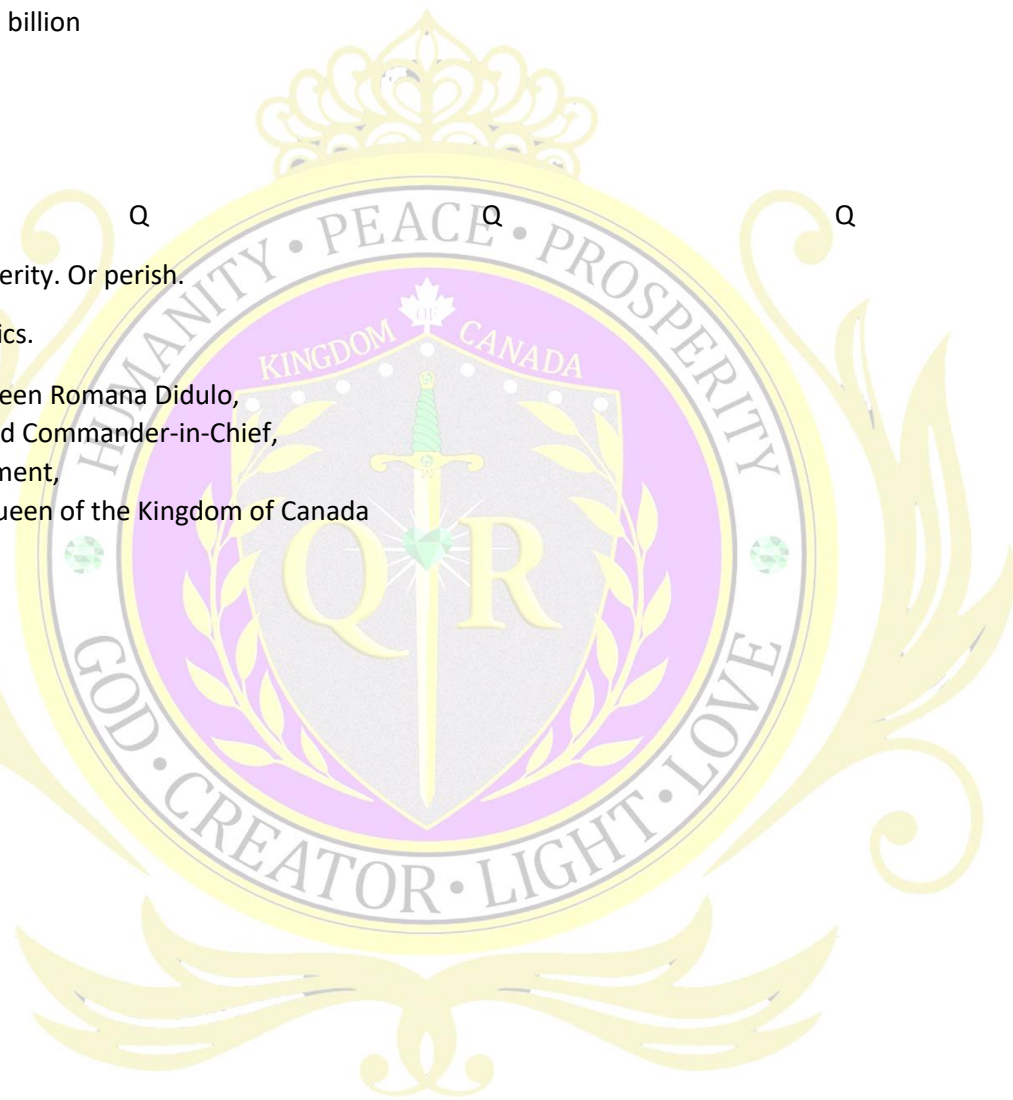 billion
Q Q Q
erity. Or perish.
ics.
een Romana Didulo,
d Commander-in-Chief,
ment,
ueen of the Kingdom of Canada
HUMANITY • PEACE • PROSPERITY
KINGDOM OF CANADA
Q R
GOD • CREATOR • LIGHT • LOVE